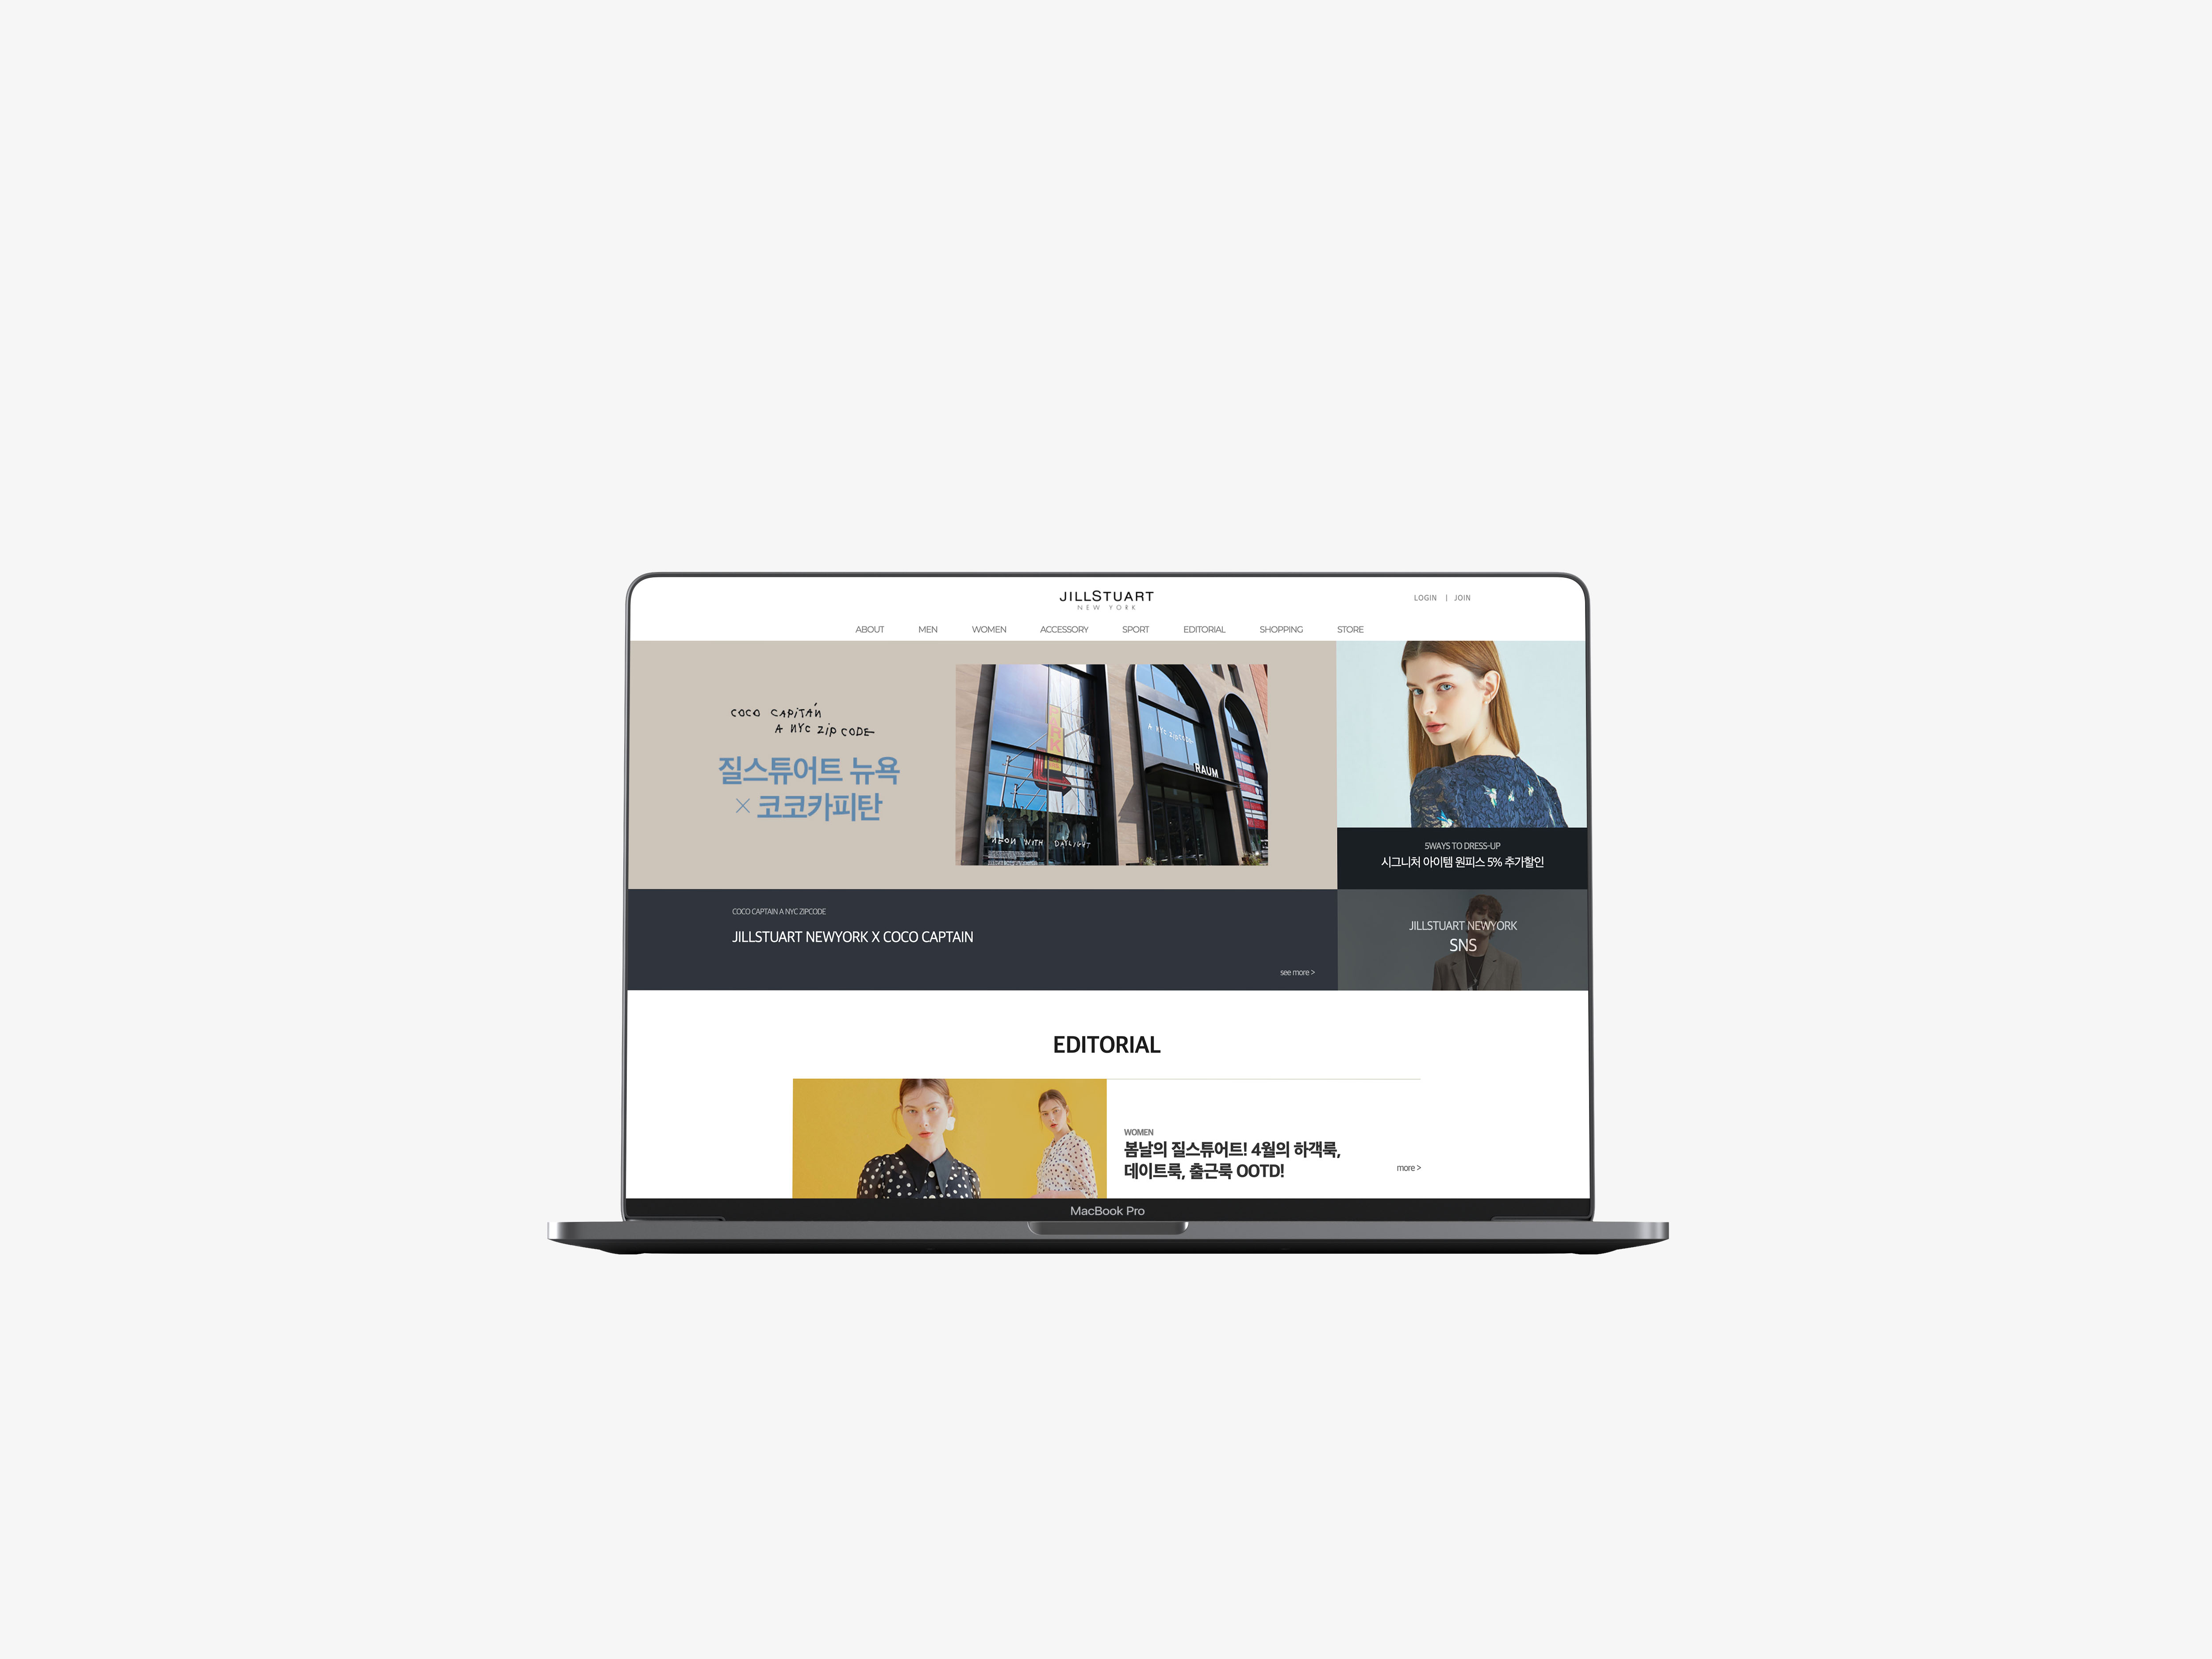 JILLSTUART
NEW YORK
LOGIN | JOIN
ABOUT MEN WOMEN ACCESSORY SPORT EDITORIAL SHOPPING STORE
COCO CAPITÁN
A NYC ZIP CODE
질스튜어트 뉴욕
× 코코카피탄
A NYC ZIPCODE
RAUM
NEON WITH DAYLIGHT
5WAYS TO DRESS-UP
시그니처 아이템 원피스 5% 추가할인
COCO CAPTAIN A NYC ZIPCODE
JILLSTUART NEWYORK X COCO CAPTAIN
see more >
JILLSTUART NEWYORK
SNS
EDITORIAL
WOMEN
봄날의 질스튜어트! 4월의 하객룩,
데이트룩, 출근룩 OOTD!
more >
MacBook Pro